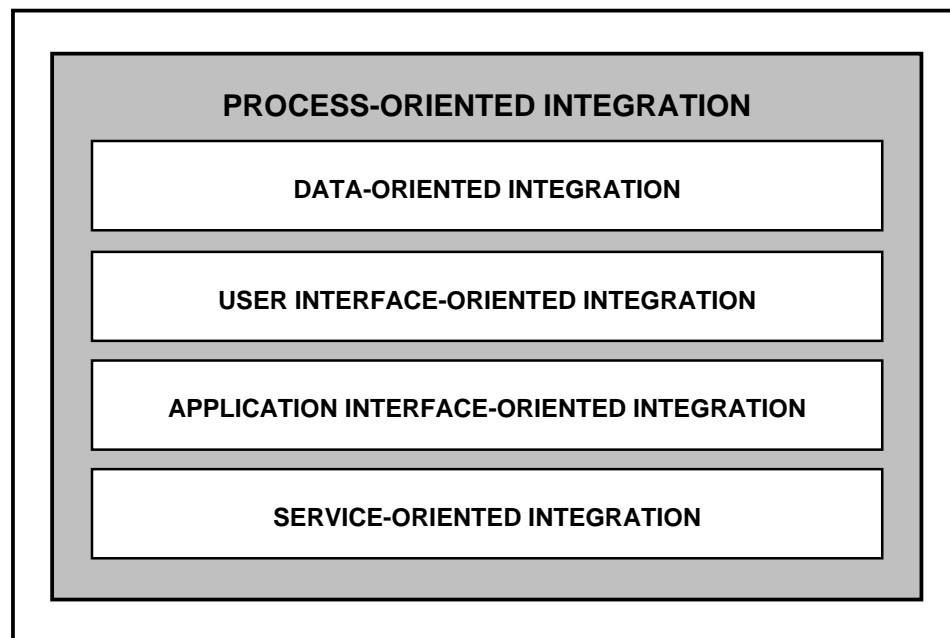 PROCESS-ORIENTED INTEGRATION
DATA-ORIENTED INTEGRATION
USER INTERFACE-ORIENTED INTEGRATION
APPLICATION INTERFACE-ORIENTED INTEGRATION
SERVICE-ORIENTED INTEGRATION